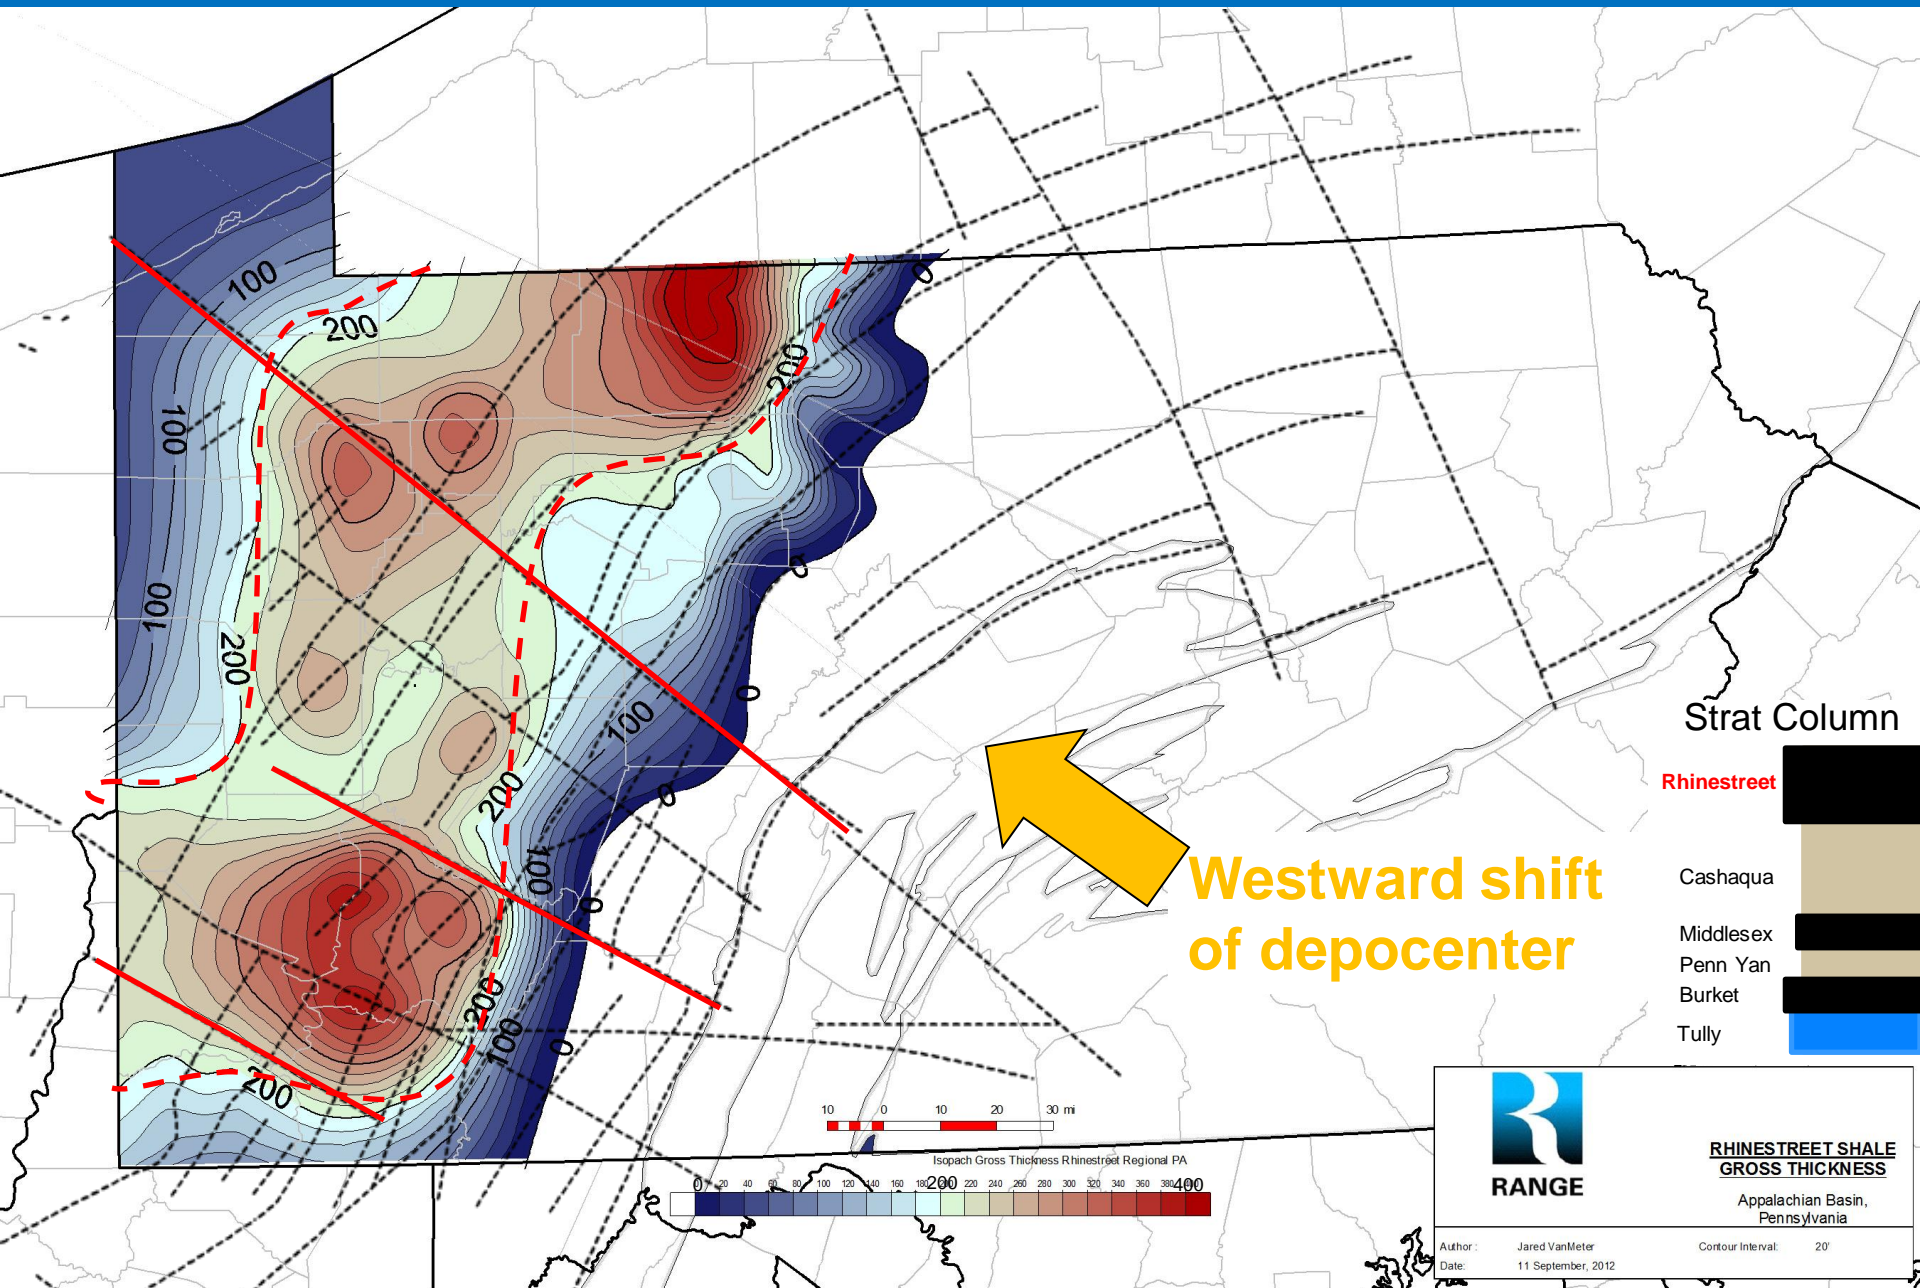 0
100
200
200
100
0
100
200
0
100
200
0
100
0
200
100
0
200
Westward shift
of depocenter
Strat Column
Rhinestreet
Cashaqua
Middlesex
Penn Yan
Burket
Tully
10 0 10 20 30 mi
Isopach Gross Thickness Rhinestreet Regional PA
0 20 40 60 80 100 120 140 160 180 200 220 240 260 280 300 320 340 360 380 400
RANGE
RHINESTREET SHALE
GROSS THICKNESS
Appalachian Basin,
Pennsylvania
Author : Jared VanMeter Contour Interval: 20'
Date: 11 September, 2012